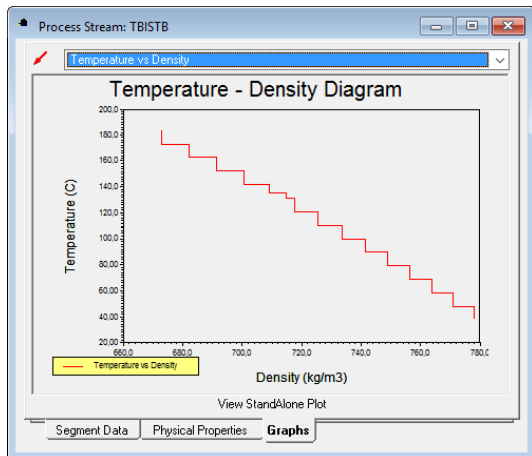 Process Stream: TBISTB
Temperature vs Density
Temperature - Density Diagram
200,0
180,0
160,0
140,0
120,0
100,0
80,00
60,00
40,00
20,00
Temperature (C)
660,0 680,0 700,0 720,0 740,0 760,0 780,0
Temperature vs Density
Density (kg/m3)
View StandAlone Plot
Segment Data Physical Properties Graphs